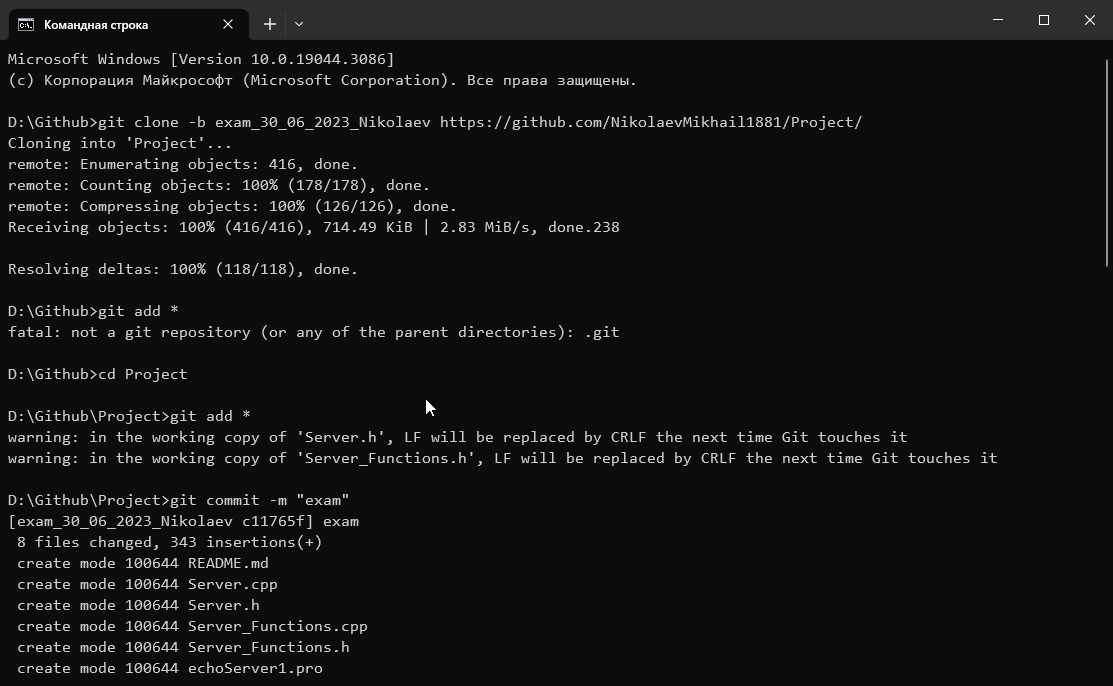 Командная строка
Microsoft Windows [Version 10.0.19044.3086]
(c) Корпорация Майкрософт (Microsoft Corporation). Все права защищены.
D:\Github>git clone -b exam_30_06_2023_Nikolaev https://github.com/NikolaevMikhail1881/Project/
Cloning into 'Project'...
remote: Enumerating objects: 416, done.
remote: Counting objects: 100% (178/178), done.
remote: Compressing objects: 100% (126/126), done.
Receiving objects: 100% (416/416), 714.49 KiB | 2.83 MiB/s, done.238
Resolving deltas: 100% (118/118), done.
D:\Github>git add *
fatal: not a git repository (or any of the parent directories): .git
D:\Github>cd Project
D:\Github\Project>git add *
warning: in the working copy of 'Server.h', LF will be replaced by CRLF the next time Git touches it
warning: in the working copy of 'Server_Functions.h', LF will be replaced by CRLF the next time Git touches it
D:\Github\Project>git commit -m "exam"
[exam_30_06_2023_Nikolaev c11765f] exam
8 files changed, 343 insertions(+)
create mode 100644 README.md
create mode 100644 Server.cpp
create mode 100644 Server.h
create mode 100644 Server_Functions.cpp
create mode 100644 Server_Functions.h
create mode 100644 echoServer1.pro